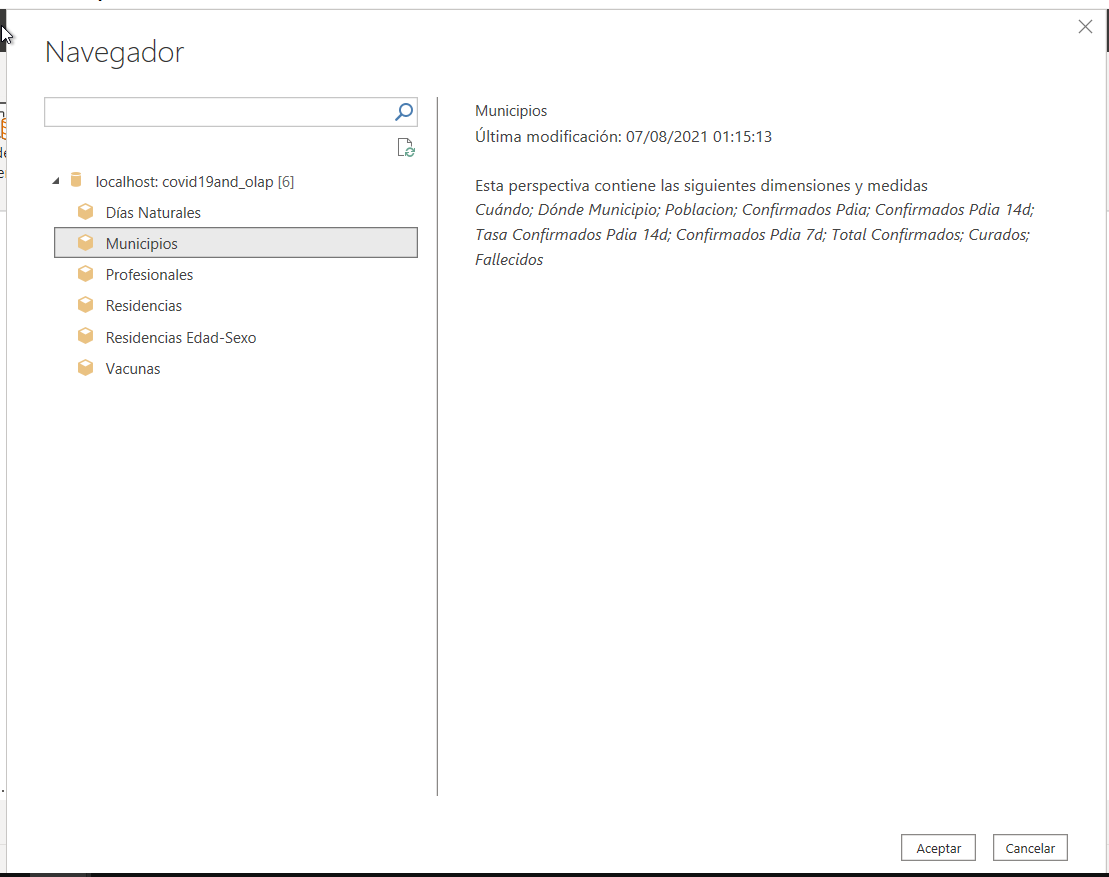 Navegador
localhost: covid19and_olap [6]
Días Naturales
Municipios
Profesionales
Residencias
Residencias Edad-Sexo
Vacunas
Municipios
Última modificación: 07/08/2021 01:15:13
Esta perspectiva contiene las siguientes dimensiones y medidas
Cuándo; Dónde Municipio; Poblacion; Confirmados Pdia; Confirmados Pdia 14d;
Tasa Confirmados Pdia 14d; Confirmados Pdia 7d; Total Confirmados; Curados;
Fallecidos
Aceptar
Cancelar